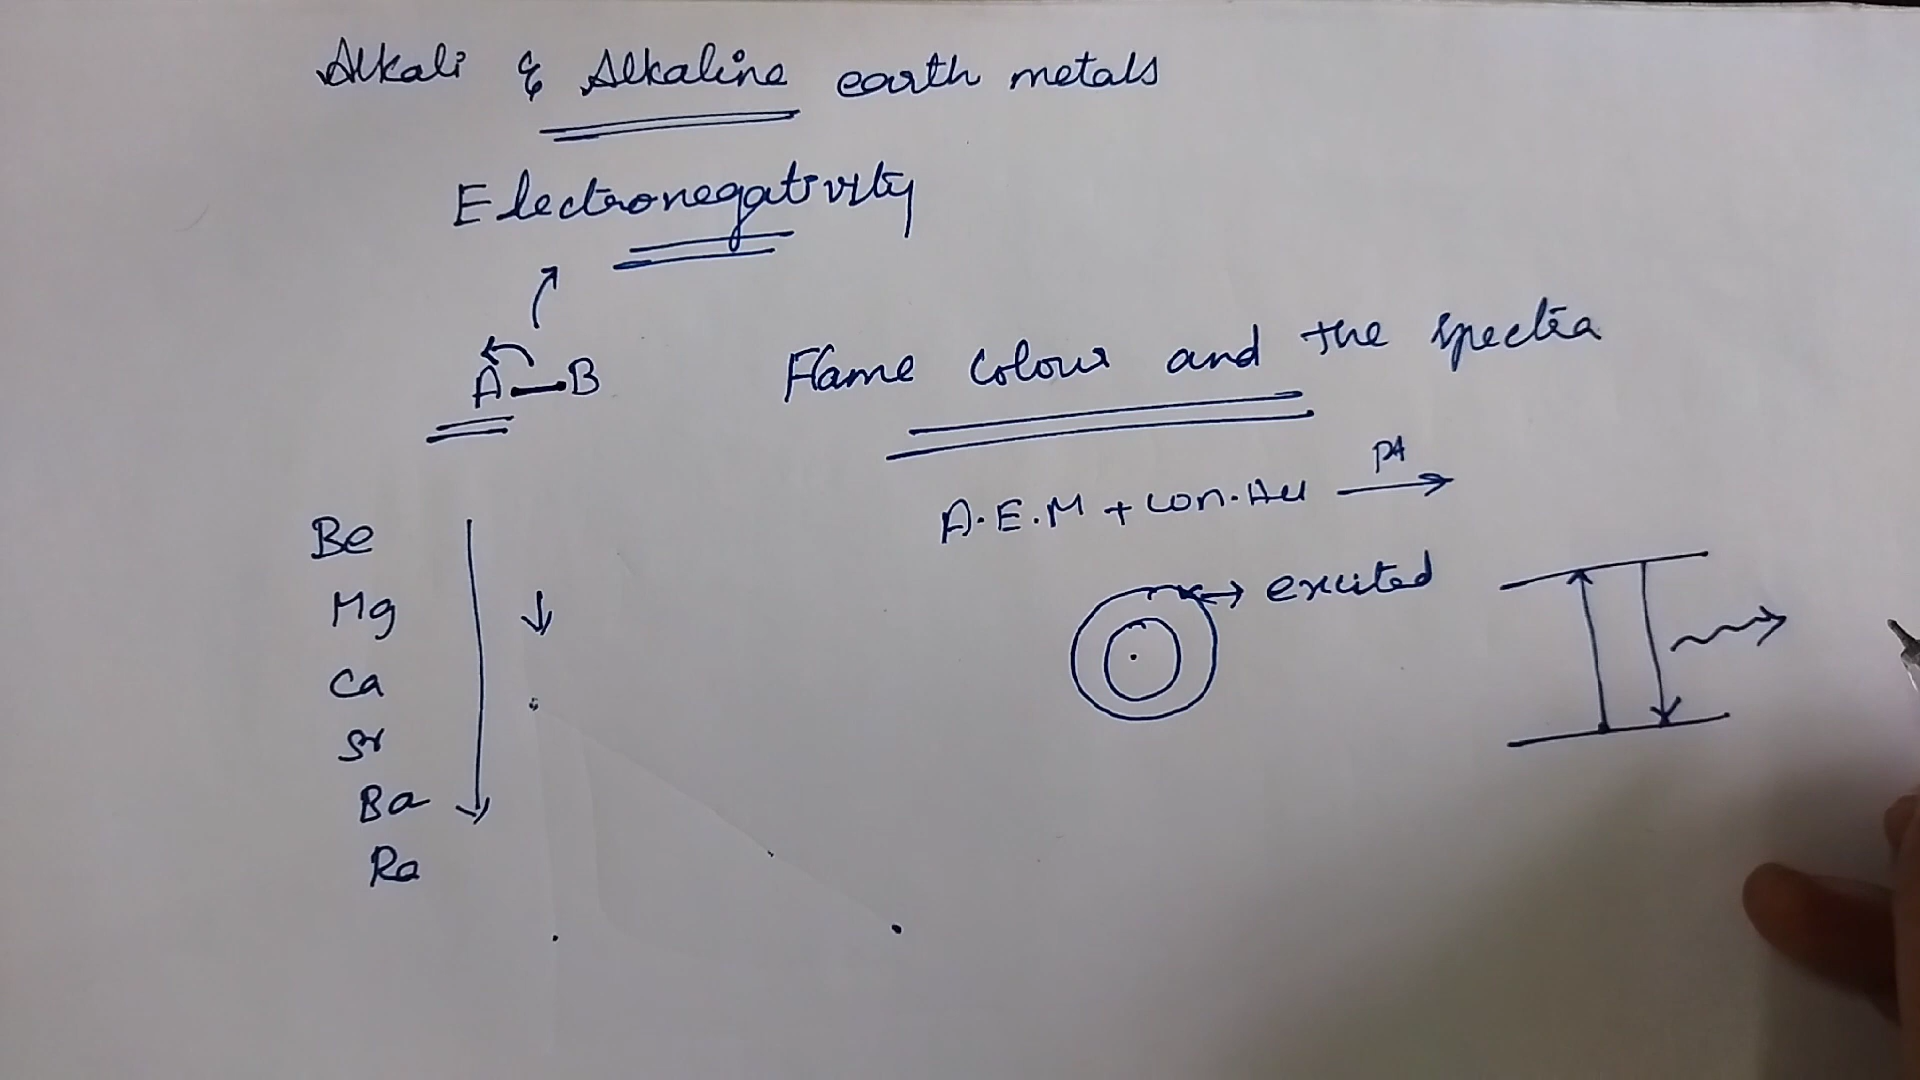 Alkali & Alkaline earth metals
Electronegativity
A—B
Flame colour and the spectra
A.E.M + con. HCl
Pt
excited
Be
Mg
Ca
Sr
Ba
Ra